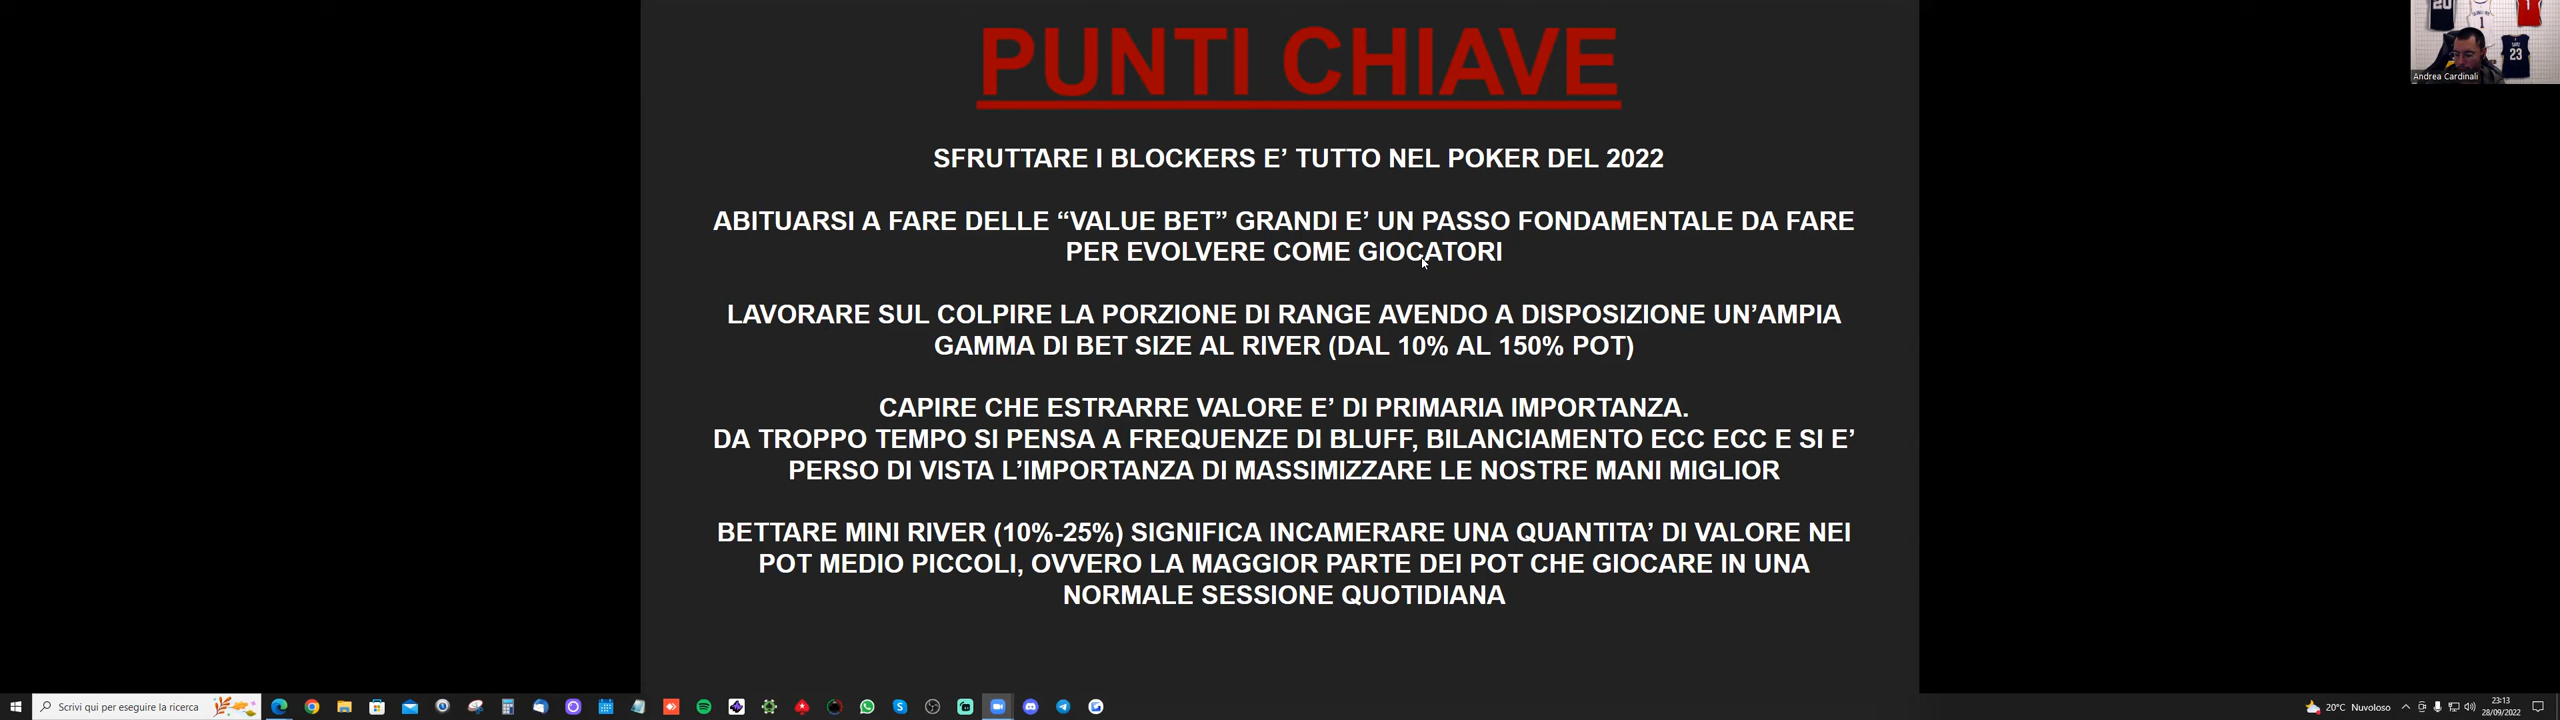 PUNTI CHIAVE
SFRUTTARE I BLOCKERS E’ TUTTO NEL POKER DEL 2022
ABITUARSI A FARE DELLE “VALUE BET” GRANDI E’ UN PASSO FONDAMENTALE DA FARE
PER EVOLVERE COME GIOCATORI
LAVORARE SUL COLPIRE LA PORZIONE DI RANGE AVENDO A DISPOSIZIONE UN’AMPIA
GAMMA DI BET SIZE AL RIVER (DAL 10% AL 150% POT)
CAPIRE CHE ESTRARRE VALORE E’ DI PRIMARIA IMPORTANZA.
DA TROPPO TEMPO SI PENSA A FREQUENZE DI BLUFF, BILANCIAMENTO ECC ECC E SI E’
PERSO DI VISTA L’IMPORTANZA DI MASSIMIZZARE LE NOSTRE MANI MIGLIOR
BETTARE MINI RIVER (10%-25%) SIGNIFICA INCAMERARE UNA QUANTITA’ DI VALORE NEI
POT MEDIO PICCOLI, OVVERO LA MAGGIOR PARTE DEI POT CHE GIOCARE IN UNA
NORMALE SESSIONE QUOTIDIANA
20
1
1
23
Andrea Cardinali
Scrivi qui per eseguire la ricerca
20°C Nuvoloso
23:13
28/09/2022